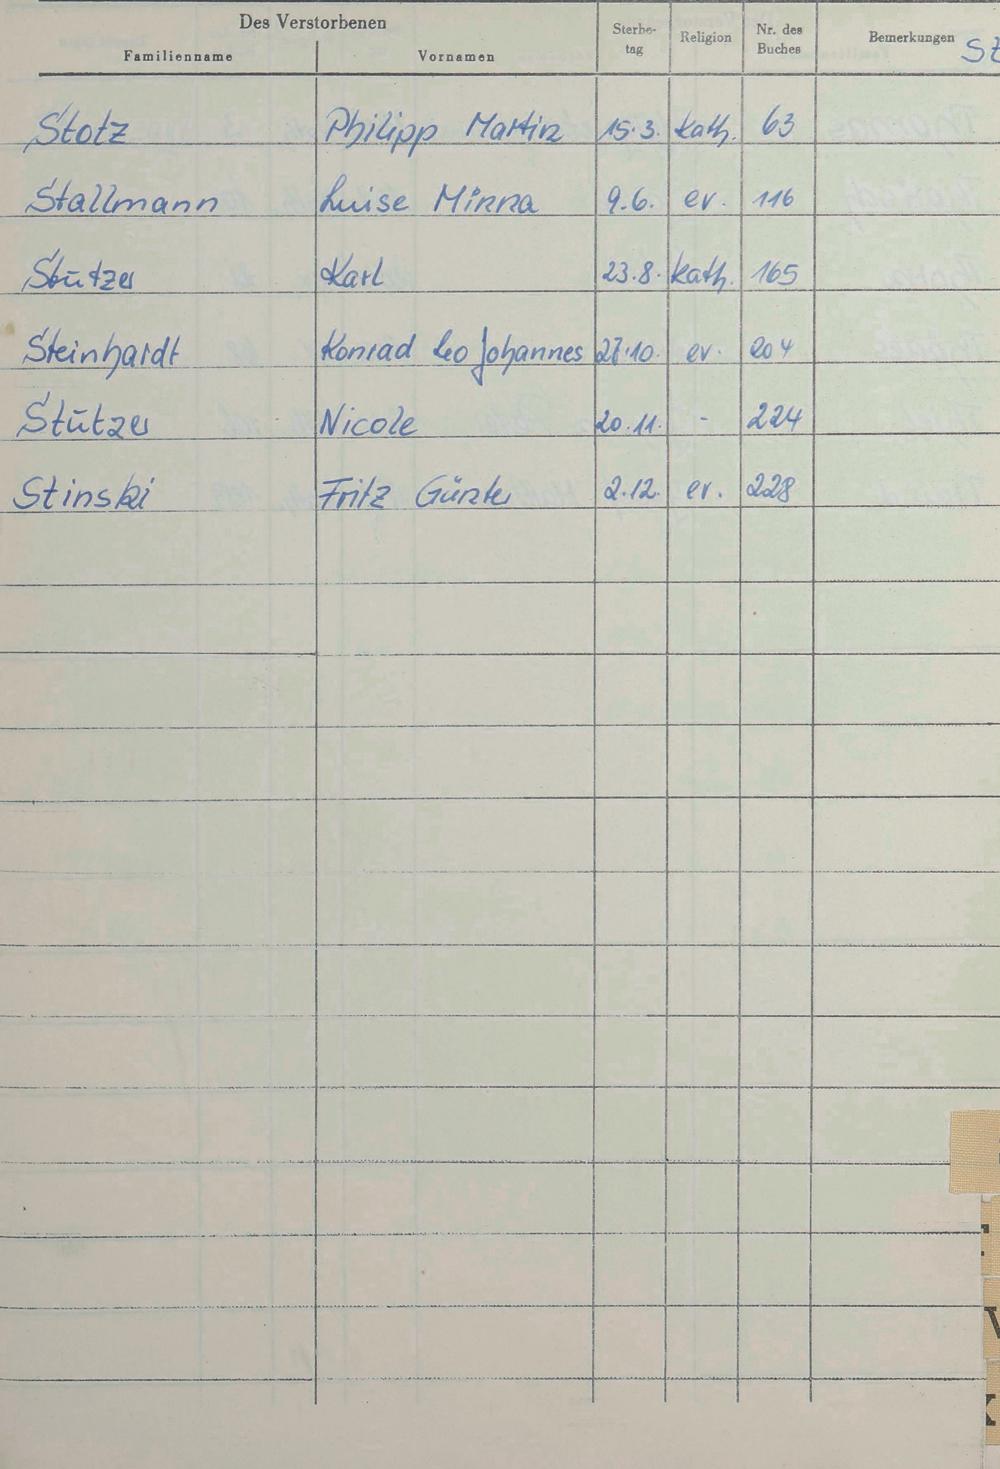 Des Verstorbenen
Familienname Vornamen Sterbe-tag Religion Nr. des Buches Bemerkungen St
Stotz Philipp Martin 15.3. kath. 63
Stallmann Luise Minna 9.6. ev. 116
Stützer Karl 23.8. kath. 165
Steinhardt Konrad Leo Johannes 27.10. ev. 204
Stützer Nicole 20.11. - 224
Stinski Fritz Günter 2.12. ev. 228